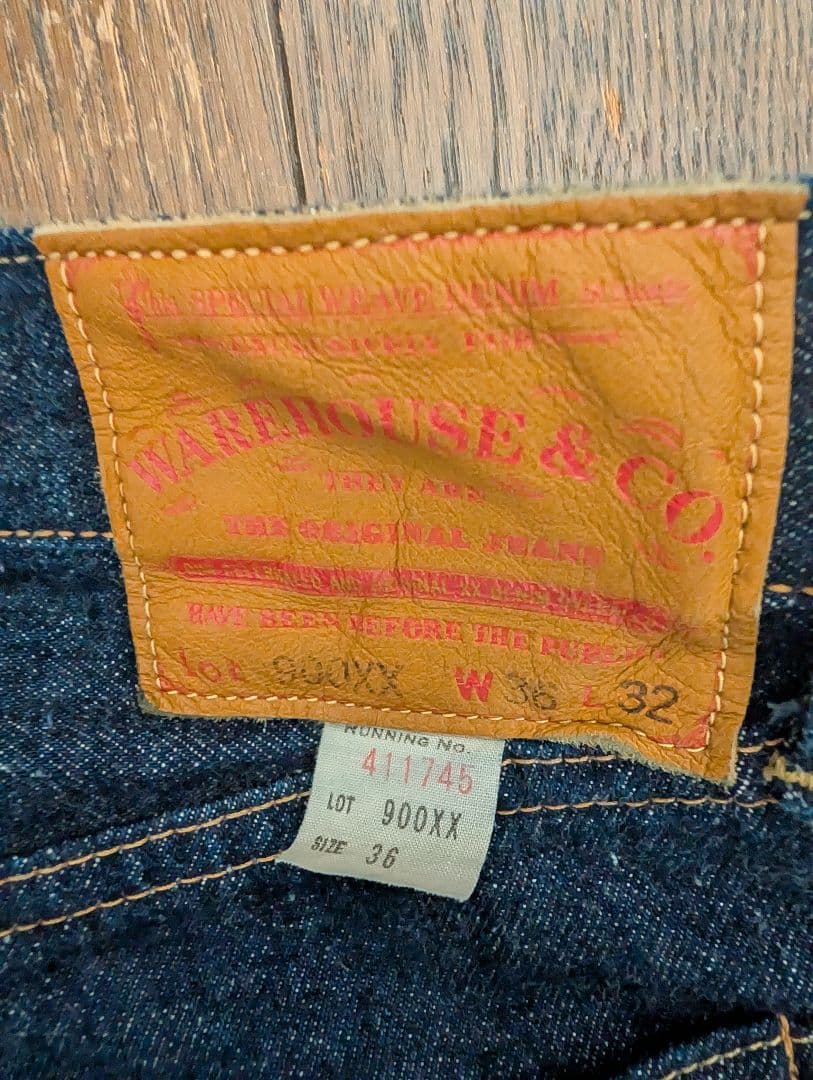 This SPECIAL WEAVE DENIM
EXCLUSIVELY FOR
WAREHOUSE & CO.
THEY ARE
THE ORIGINAL JEANS
HAVE BEEN BEFORE THE PUBLIC
Lot 900XX W 36 L 32
RUNNING No.
411745
LOT 900XX
SIZE 36